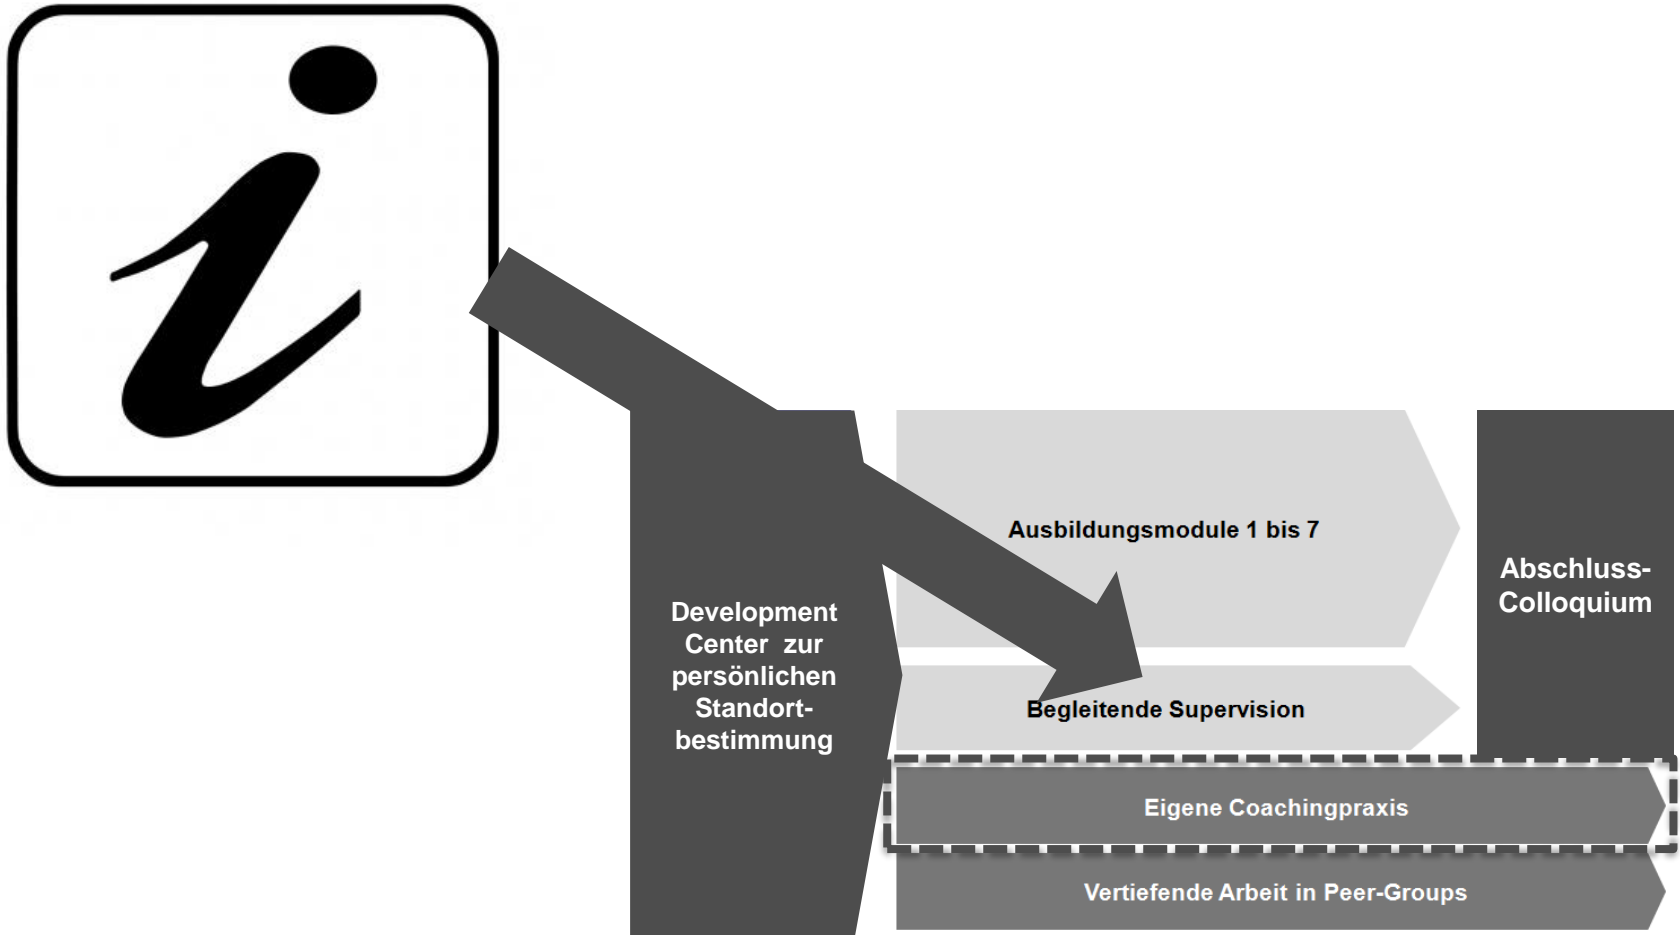 i
Development
Center zur
persönlichen
Standort-
bestimmung
Ausbildungsmodule 1 bis 7
Begleitende Supervision
Eigene Coachingpraxis
Vertiefende Arbeit in Peer-Groups
Abschluss-
Colloquium